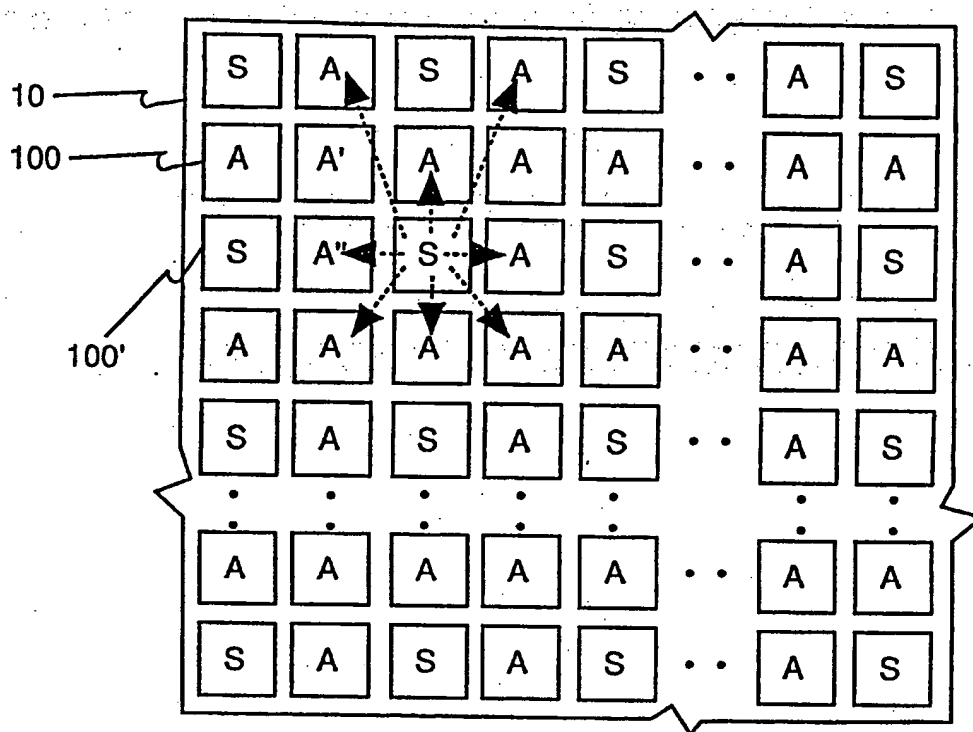 S A S A S • • A S
10
100 A A' A A A • • A A
S A" S A S • • A S
100' A A A A A • • A A
S A S A S • • A S
A A A A A • • A A
S A S A S • • A S